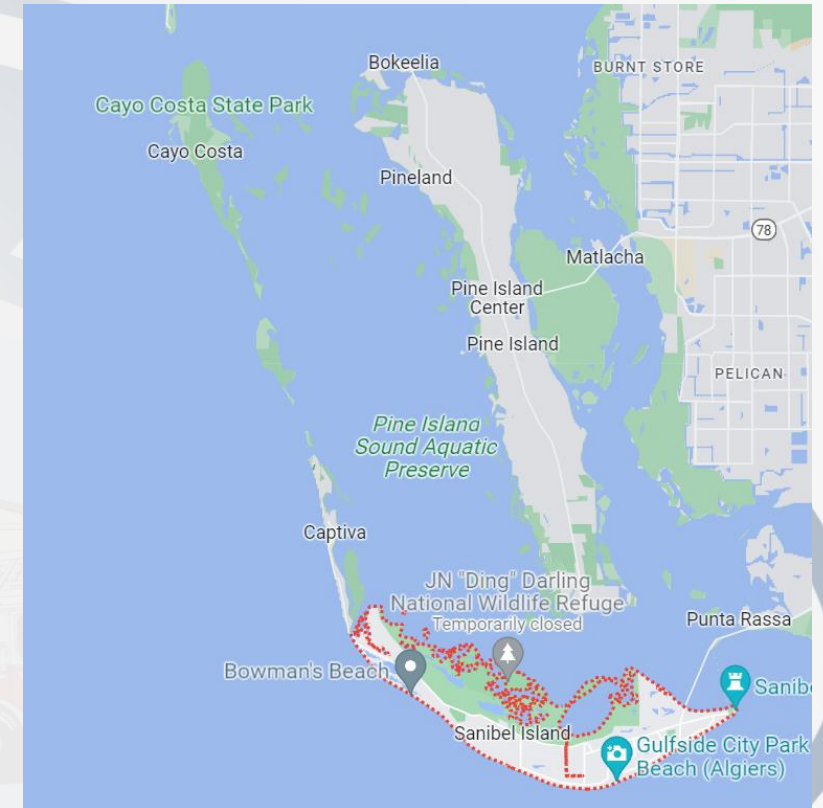 Bokeelia
BURNT STORE
Cayo Costa State Park
Cayo Costa
Pineland
78
Matlacha
Pine Island
Center
Pine Island
PELICAN
Pine Island
Sound Aquatic
Preserve
Captiva
JN "Ding" Darling
National Wildlife Refuge
Temporarily closed
Punta Rassa
Bowman's Beach
Sanib
Sanibel Island
Gulfside City Park
Beach (Algiers)